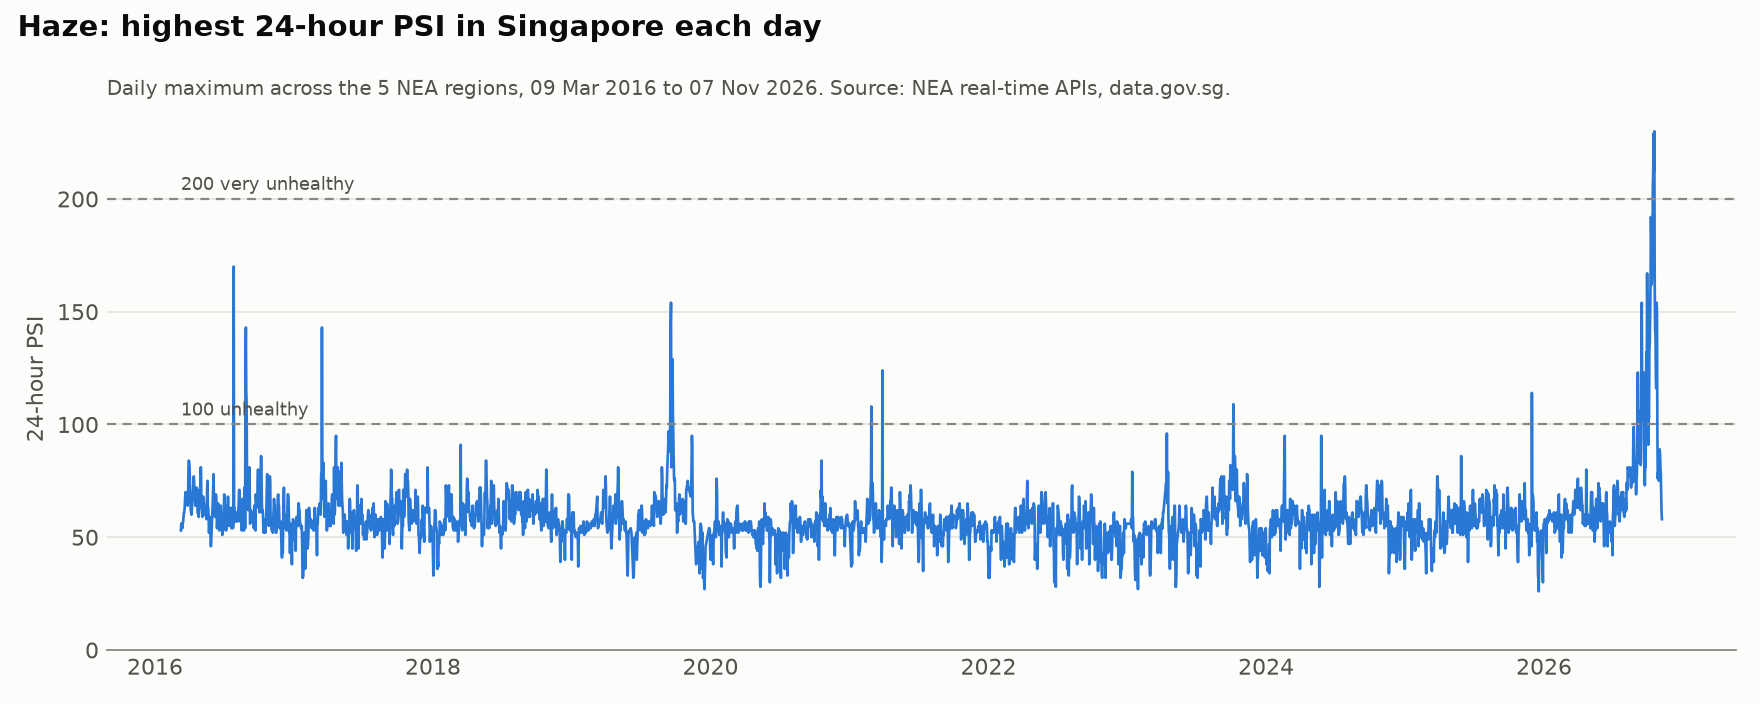 Haze: highest 24-hour PSI in Singapore each day
Daily maximum across the 5 NEA regions, 09 Mar 2016 to 07 Nov 2026. Source: NEA real-time APIs, data.gov.sg.
24-hour PSI
200 very unhealthy
200
150
100 unhealthy
100
50
0
2016 2018 2020 2022 2024 2026